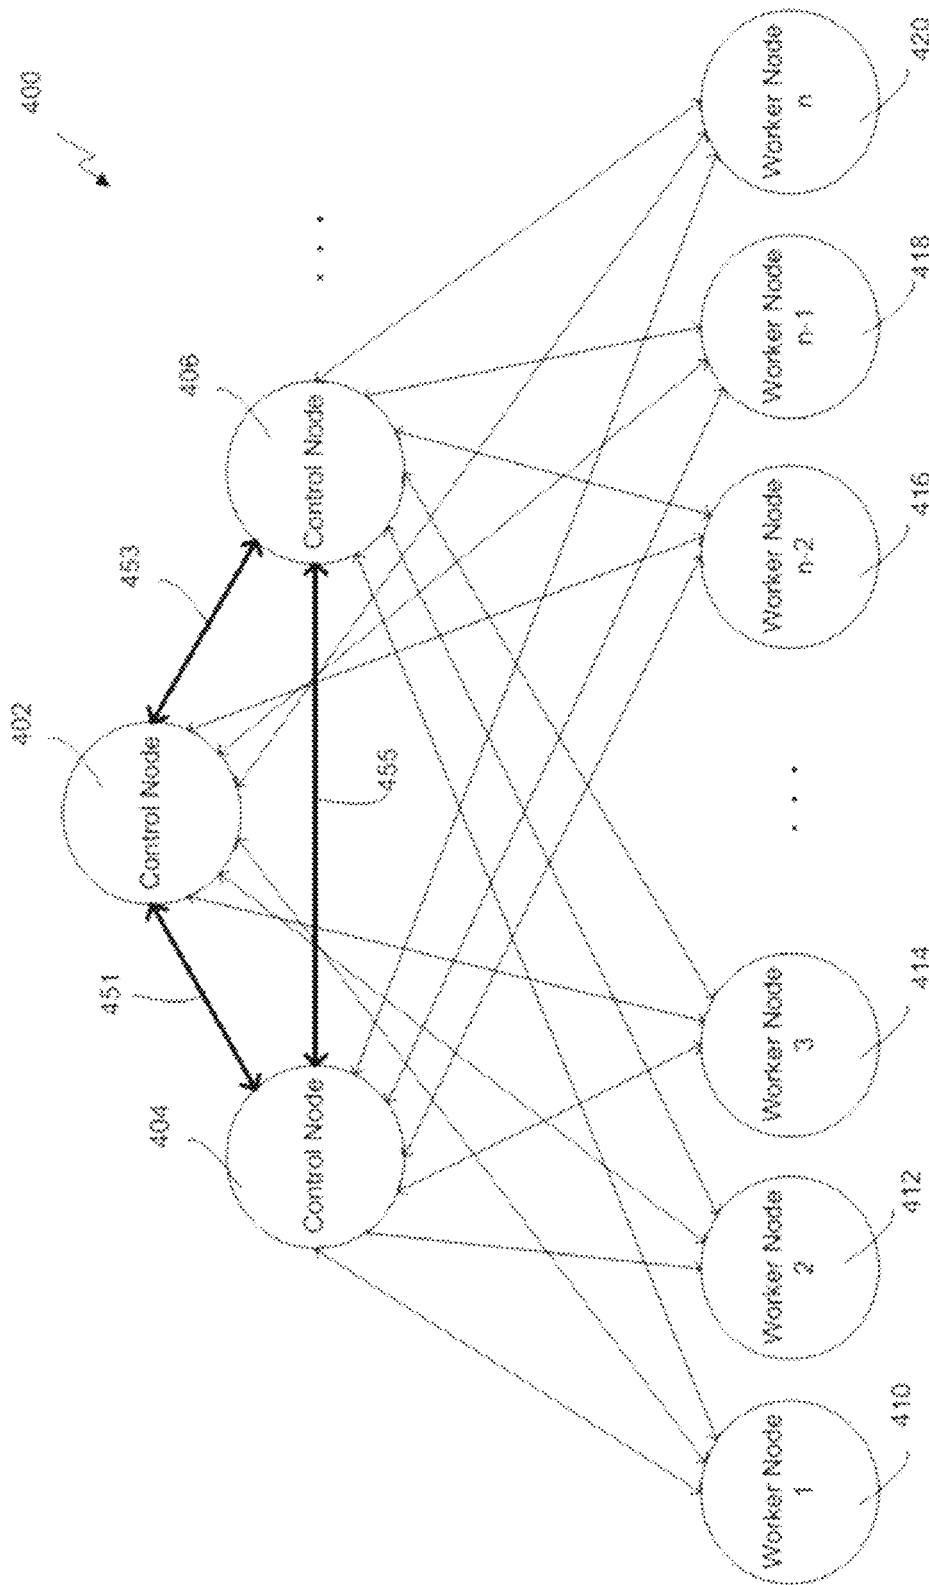 400
402
Control Node
451
453
404
Control Node
406
Control Node
455
. . .
Worker Node
1
410
Worker Node
2
412
Worker Node
3
414
. . .
Worker Node
n-2
416
Worker Node
n-1
418
Worker Node
n
420